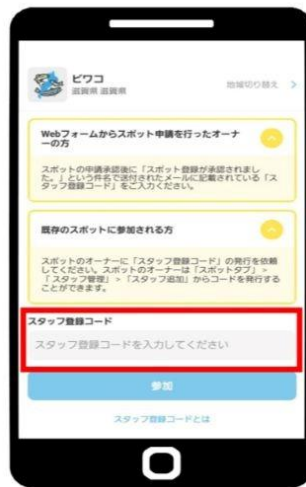 ビワコ
滋賀県 滋賀県
地域切り替え >
Webフォームからスポット申請を行ったオーナ
ーの方
スポットの申請承認後に「スポット登録が承認されまし
た。」という件名で送付されたメールに記載されている「ス
タッフ登録コード」をご入力ください。
既存のスポットに参加される方
スポットのオーナーに「スタッフ登録コード」の発行を依頼
してください。スポットのオーナーは「スポットタブ」>
「スタッフ管理」>「スタッフ追加」からコードを発行する
ことができます。
スタッフ登録コード
スタッフ登録コードを入力してください
参加
スタッフ登録コードとは